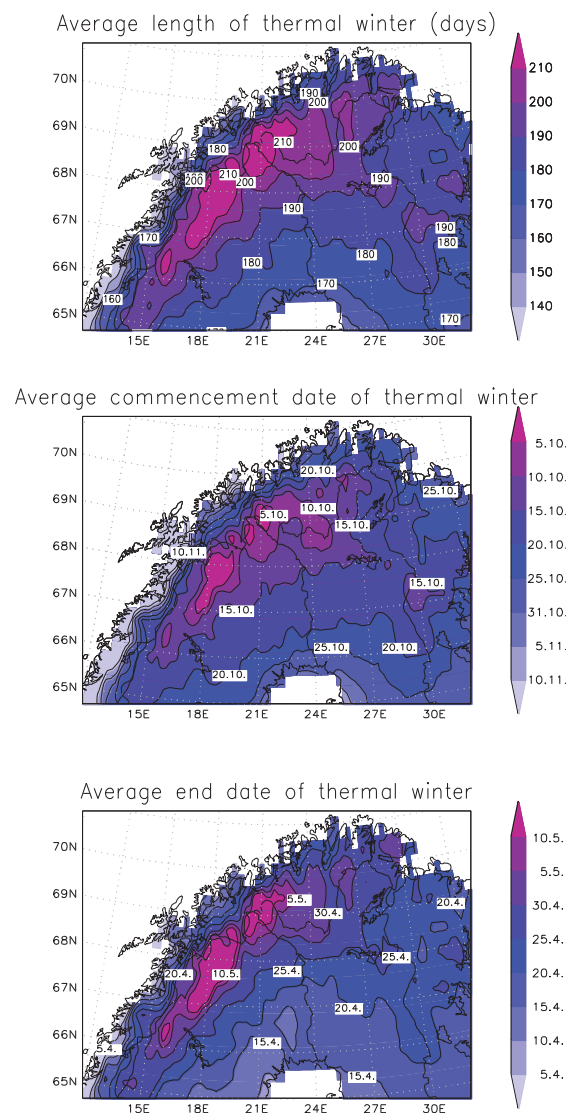 Average length of thermal winter (days)
70N
69N
68N
67N
66N
65N
15E 18E 21E 24E 27E 30E
190
200
180
210
200
210
200
200
190
190
190
180
170
180
180
170
160
170
210
200
190
180
170
160
150
140
Average commencement date of thermal winter
70N
69N
68N
67N
66N
65N
15E 18E 21E 24E 27E 30E
20.10.
25.10.
10.10.
5.10.
15.10.
10.11.
15.10.
15.10.
25.10.
20.10.
20.10.
5.10.
10.10.
15.10.
20.10.
25.10.
31.10.
5.11.
10.11.
Average end date of thermal winter
70N
69N
68N
67N
66N
65N
15E 18E 21E 24E 27E 30E
5.5.
20.4.
30.4.
25.4.
20.4.
10.5.
25.4.
20.4.
15.4.
5.4.
15.4.
10.5.
5.5.
30.4.
25.4.
20.4.
15.4.
10.4.
5.4.